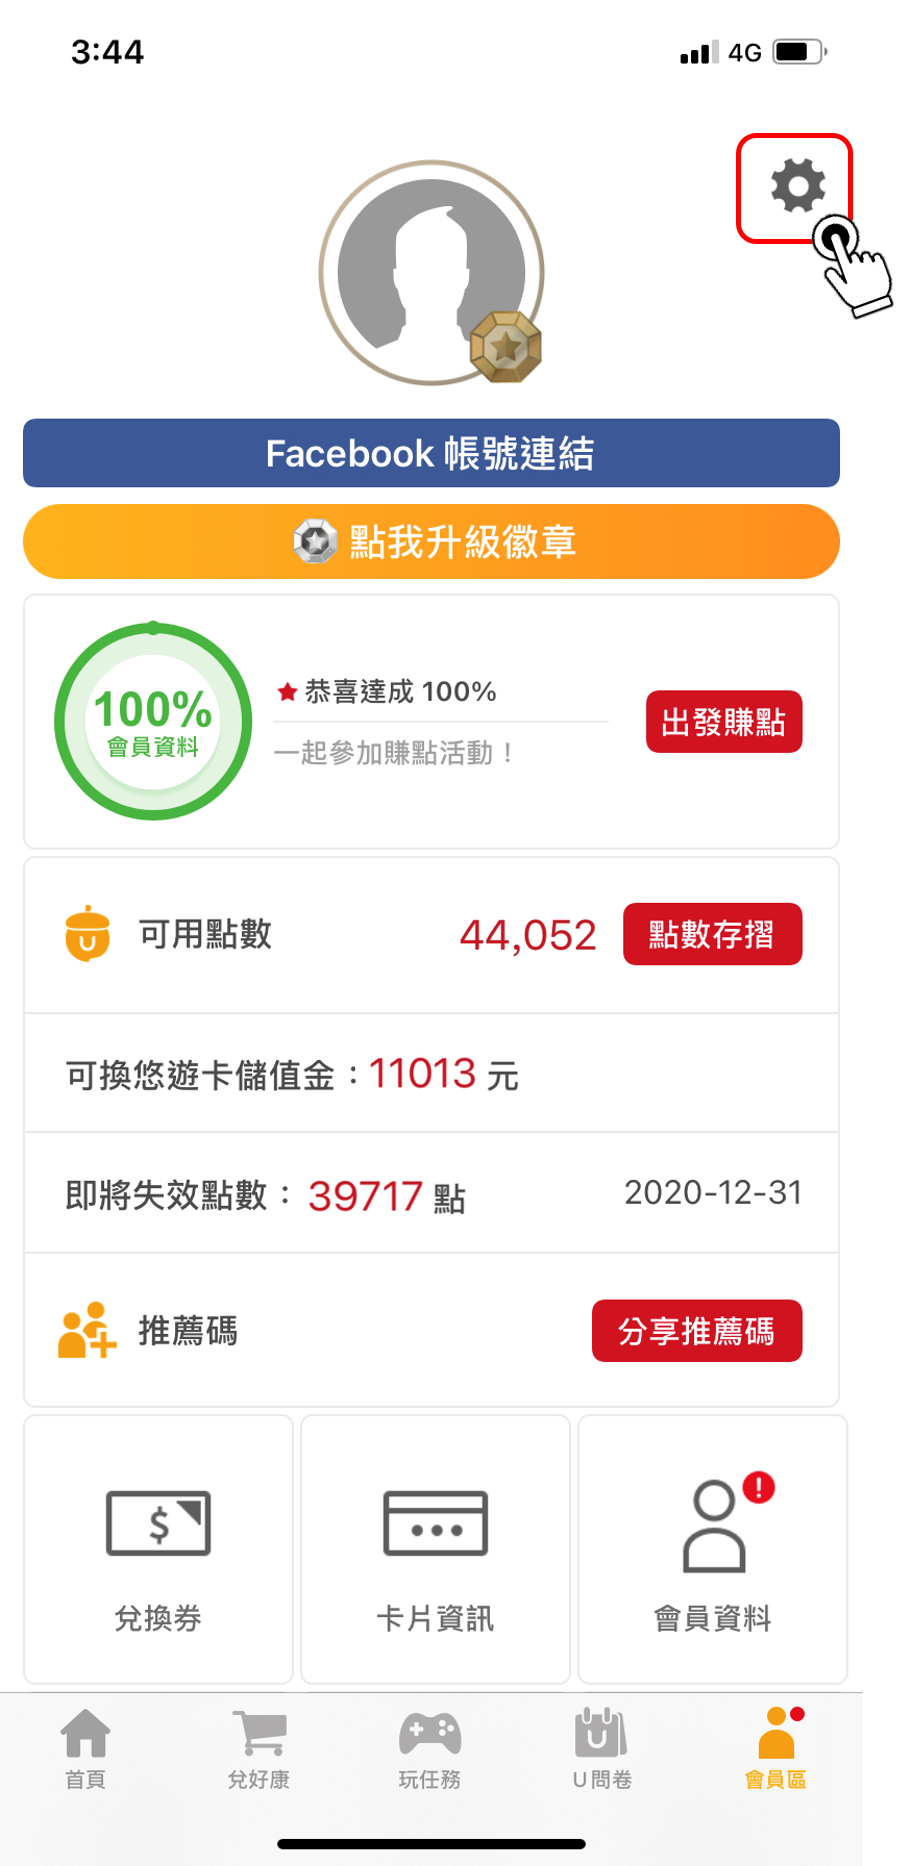 3:44
4G
Facebook 帳號連結
點我升級徽章
100%
會員資料
恭喜達成 100%
一起參加賺點活動！
出發賺點
可用點數
44,052
點數存摺
可換悠遊卡儲值金：11013 元
即將失效點數： 39717 點
2020-12-31
推薦碼
分享推薦碼
兌換券
卡片資訊
會員資料
首頁
兌好康
玩任務
U問卷
會員區